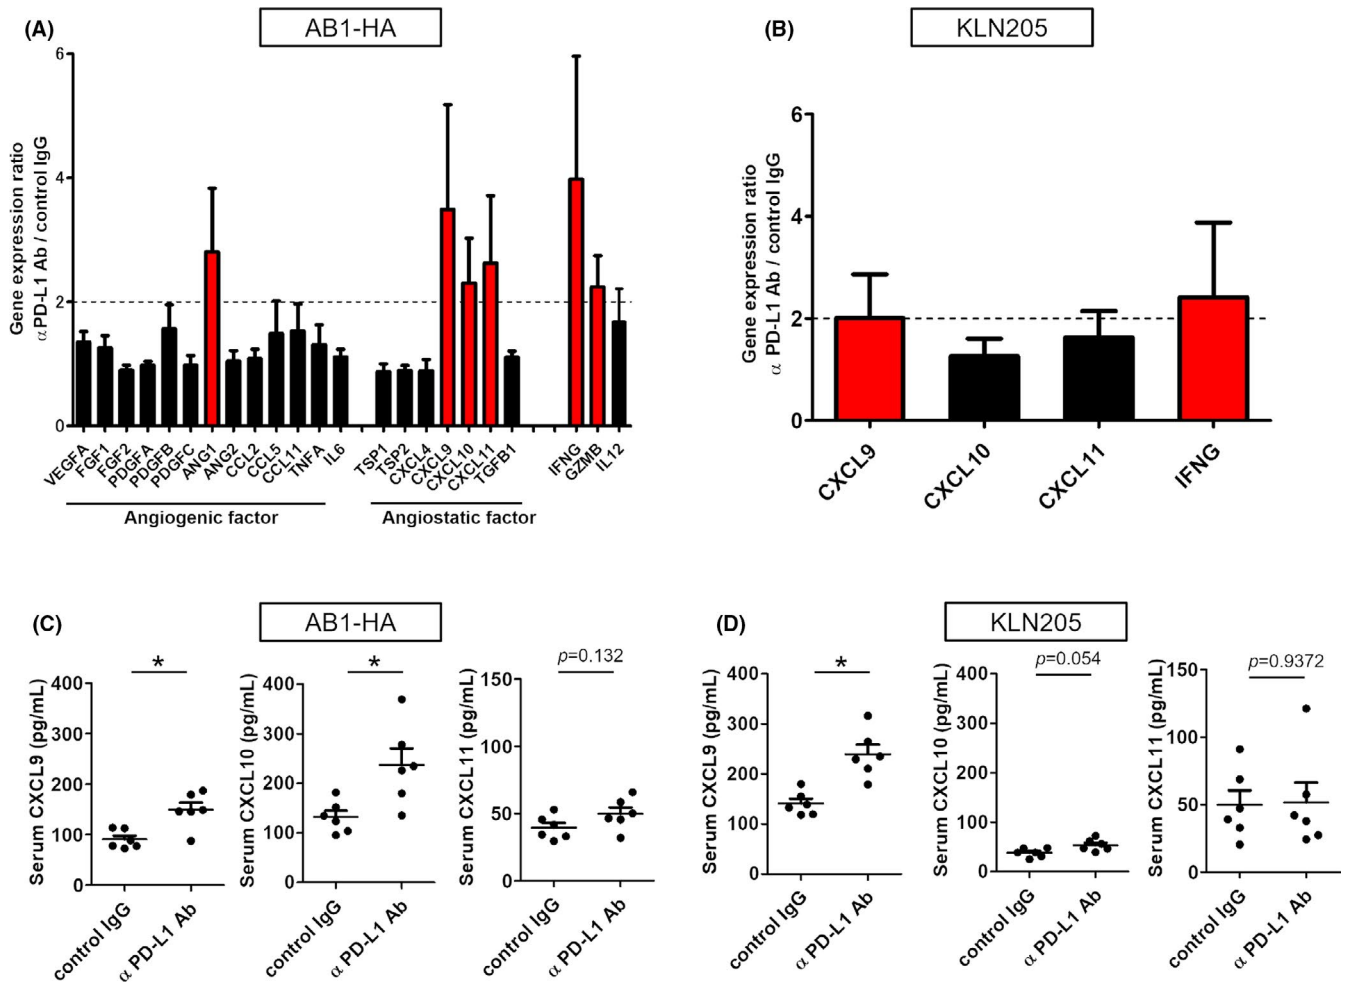 (A)
AB1-HA
Gene expression ratio
α PD-L1 Ab / control IgG
6
4
2
0
VEGFA
FGF1
FGF2
PDGFA
PDGFB
PDGFC
ANG1
ANG2
CCL2
CCL5
CCL11
TNFA
IL6
TSP1
TSP2
CXCL4
CXCL9
CXCL10
CXCL11
TGFB1
IFNG
GZMB
IL12
Angiogenic factor
Angiostatic factor
(B)
KLN205
Gene expression ratio
α PD-L1 Ab / control IgG
6
4
2
0
CXCL9
CXCL10
CXCL11
IFNG
(C)
AB1-HA
Serum CXCL9 (pg/mL)
400
300
200
100
0
*
control IgG
α PD-L1 Ab
Serum CXCL10 (pg/mL)
400
300
200
100
0
*
control IgG
α PD-L1 Ab
Serum CXCL11 (pg/mL)
150
100
50
0
p=0.132
control IgG
α PD-L1 Ab
(D)
KLN205
Serum CXCL9 (pg/mL)
400
300
200
100
0
*
control IgG
α PD-L1 Ab
Serum CXCL10 (pg/mL)
400
300
200
100
0
p=0.054
control IgG
α PD-L1 Ab
Serum CXCL11 (pg/mL)
150
100
50
0
p=0.9372
control IgG
α PD-L1 Ab